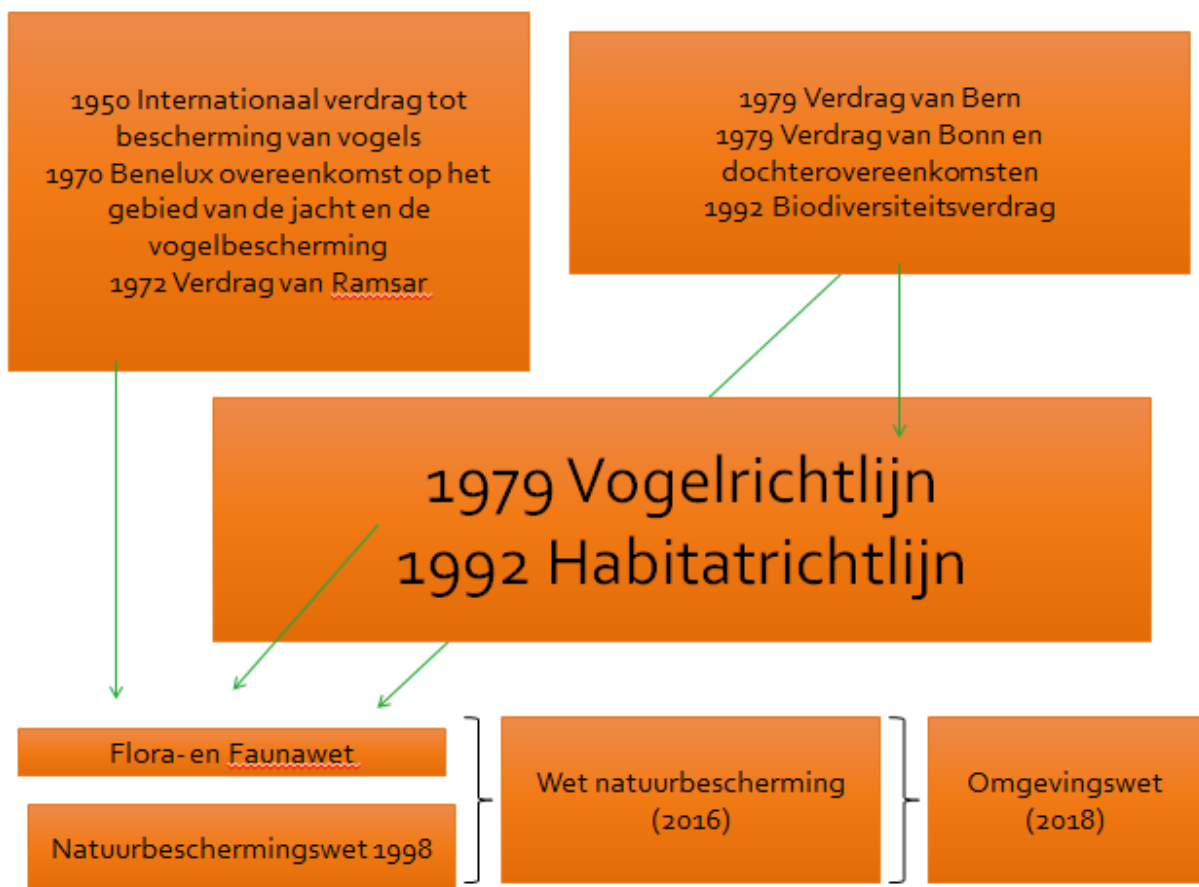 1950 Internationaal verdrag tot
bescherming van vogels
1970 Benelux overeenkomst op het
gebied van de jacht en de
vogelbescherming
1972 Verdrag van Ramsar
1979 Verdrag van Bern
1979 Verdrag van Bonn en
dochterovereenkomsten
1992 Biodiversiteitsverdrag
1979 Vogelrichtlijn
1992 Habitatrichtlijn
Flora- en Faunawet
Natuurbeschermingswet 1998
Wet natuurbescherming
(2016)
Omgevingswet
(2018)